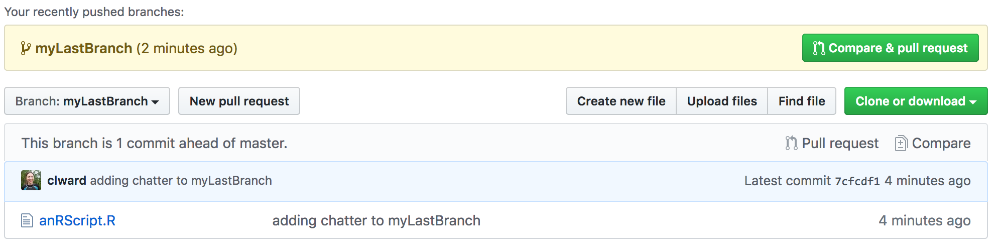 Your recently pushed branches:
myLastBranch (2 minutes ago) Compare & pull request
Branch: myLastBranch New pull request Create new file Upload files Find file Clone or download
This branch is 1 commit ahead of master. Pull request Compare
clward adding chatter to myLastBranch Latest commit 7cfcdf1 4 minutes ago
anRScript.R adding chatter to myLastBranch 4 minutes ago